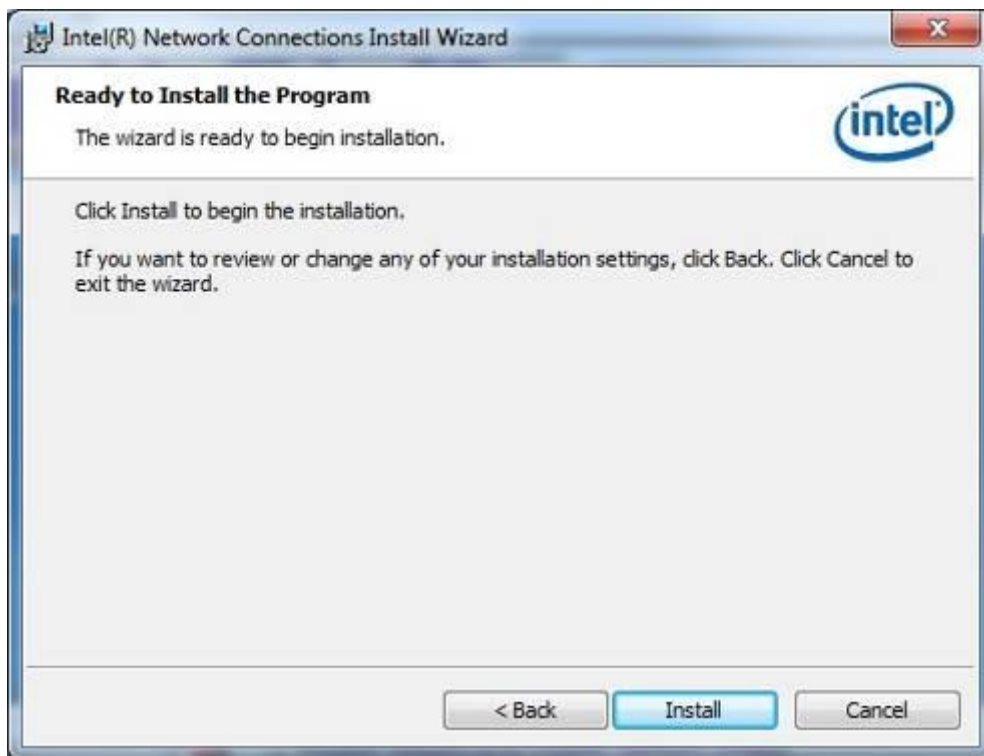 Intel(R) Network Connections Install Wizard
Ready to Install the Program
The wizard is ready to begin installation.
intel
Click Install to begin the installation.
If you want to review or change any of your installation settings, click Back. Click Cancel to
exit the wizard.
< Back
Install
Cancel